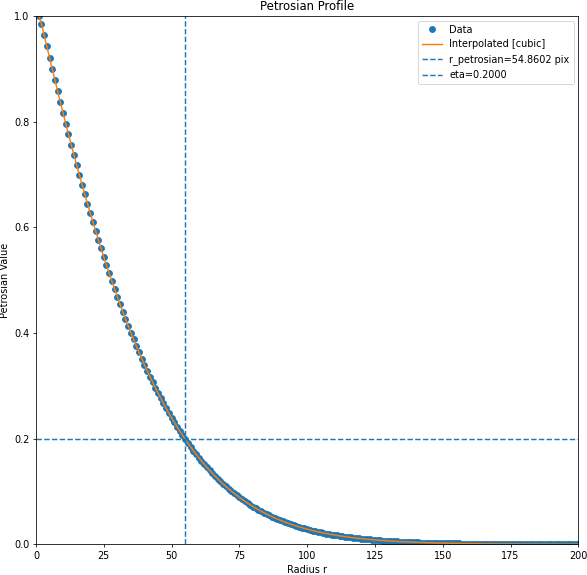 Petrosian Profile
1.0
0.8
0.6
0.4
0.2
0.0
Petrosian Value
Data
Interpolated [cubic]
r_petrosian=54.8602 pix
eta=0.2000
0 25 50 75 100 125 150 175 200
Radius r